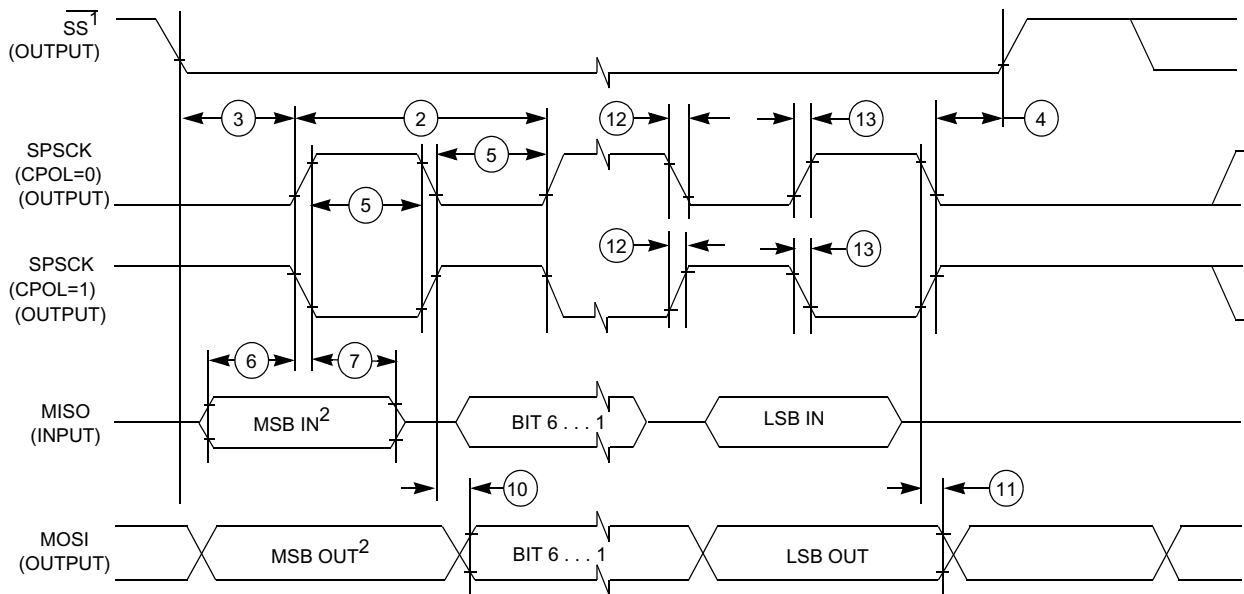 SS1
(OUTPUT)
3
2
12
13
4
SPSCK
(CPOL=0)
(OUTPUT)
5
5
12
13
SPSCK
(CPOL=1)
(OUTPUT)
6
7
MISO
(INPUT)
MSB IN2
BIT 6 . . . 1
LSB IN
10
11
MOSI
(OUTPUT)
MSB OUT2
BIT 6 . . . 1
LSB OUT